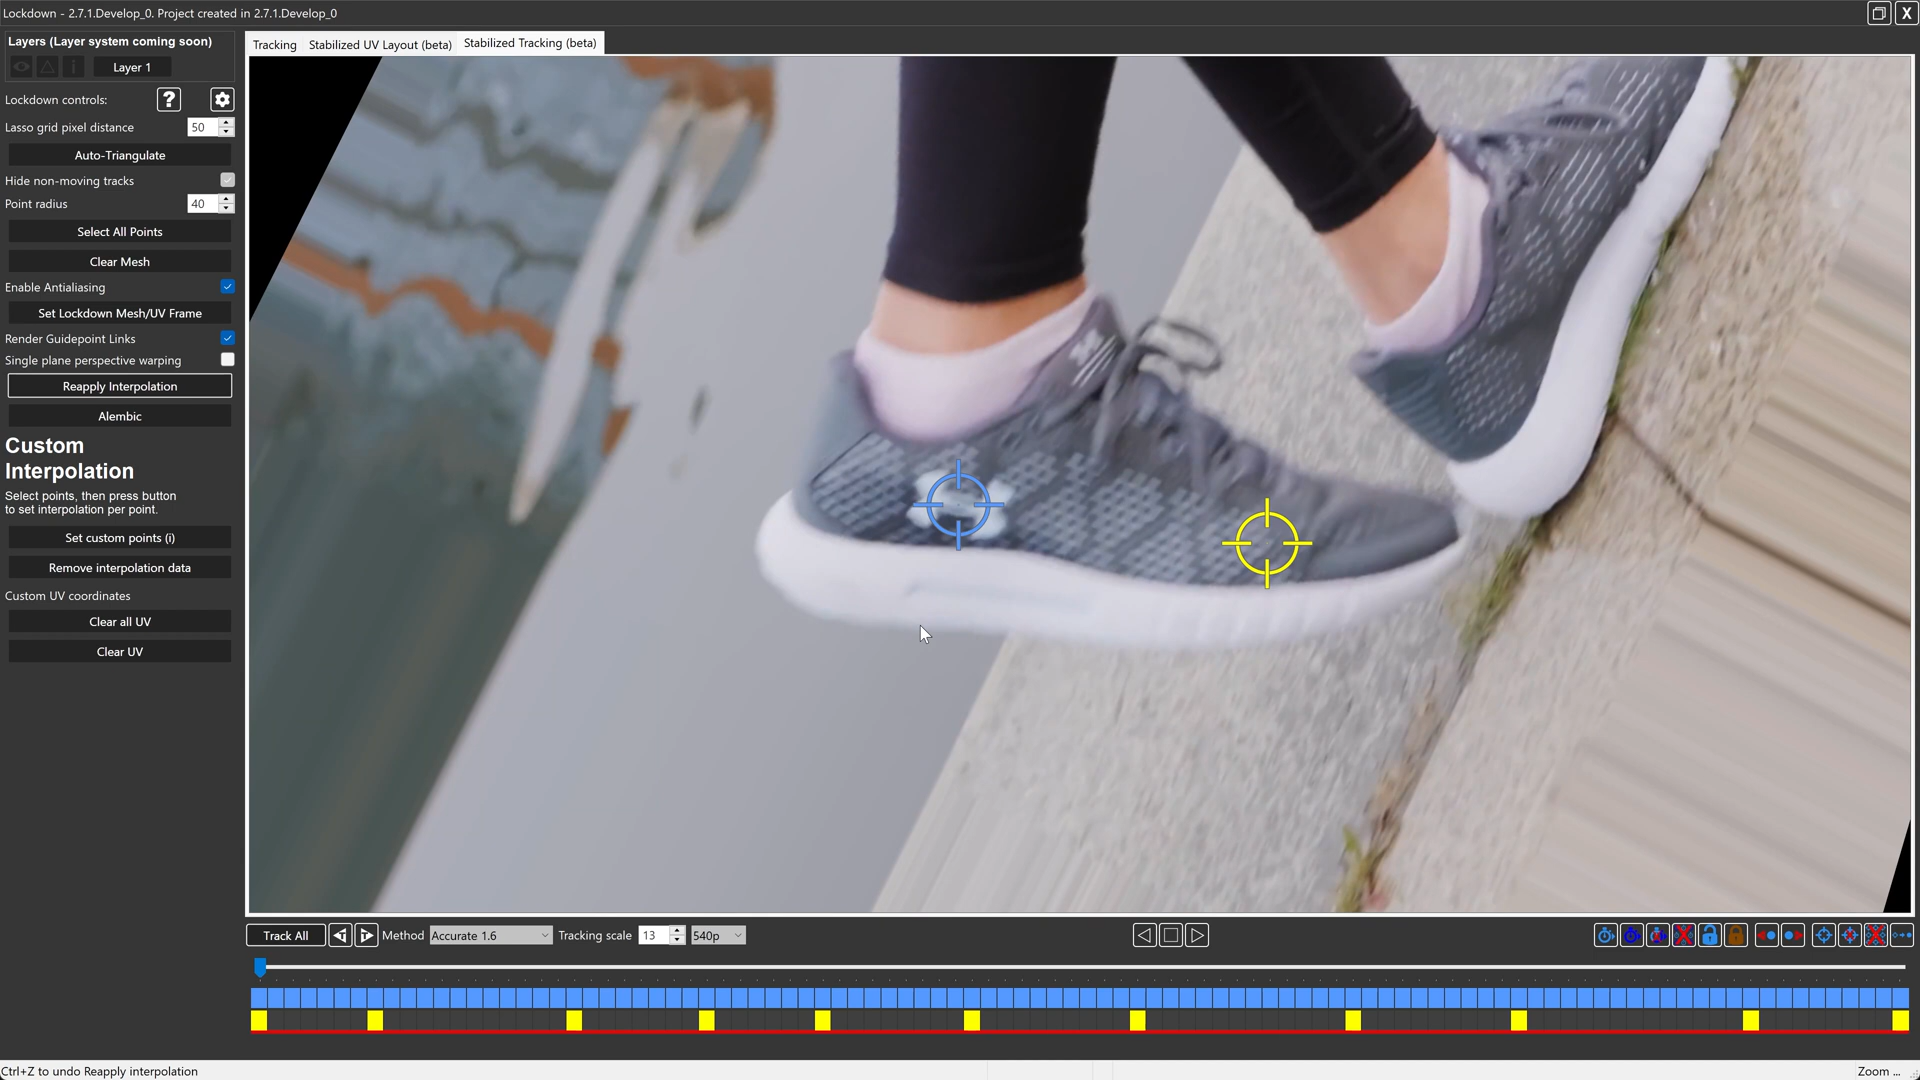 Lockdown - 2.7.1.Develop_0. Project created in 2.7.1.Develop_0
X
Layers (Layer system coming soon)
i
Layer 1
Lockdown controls:
?
Lasso grid pixel distance
50
Auto-Triangulate
Hide non-moving tracks
Point radius
40
Select All Points
Clear Mesh
Enable Antialiasing
Set Lockdown Mesh/UV Frame
Render Guidepoint Links
Single plane perspective warping
Reapply Interpolation
Alembic
Custom
Interpolation
Select points, then press button
to set interpolation per point.
Set custom points (i)
Remove interpolation data
Custom UV coordinates
Clear all UV
Clear UV
Tracking
Stabilized UV Layout (beta)
Stabilized Tracking (beta)
Track All
Method
Accurate 1.6
Tracking scale
13
540p
Ctrl+Z to undo Reapply interpolation
Zoom ...